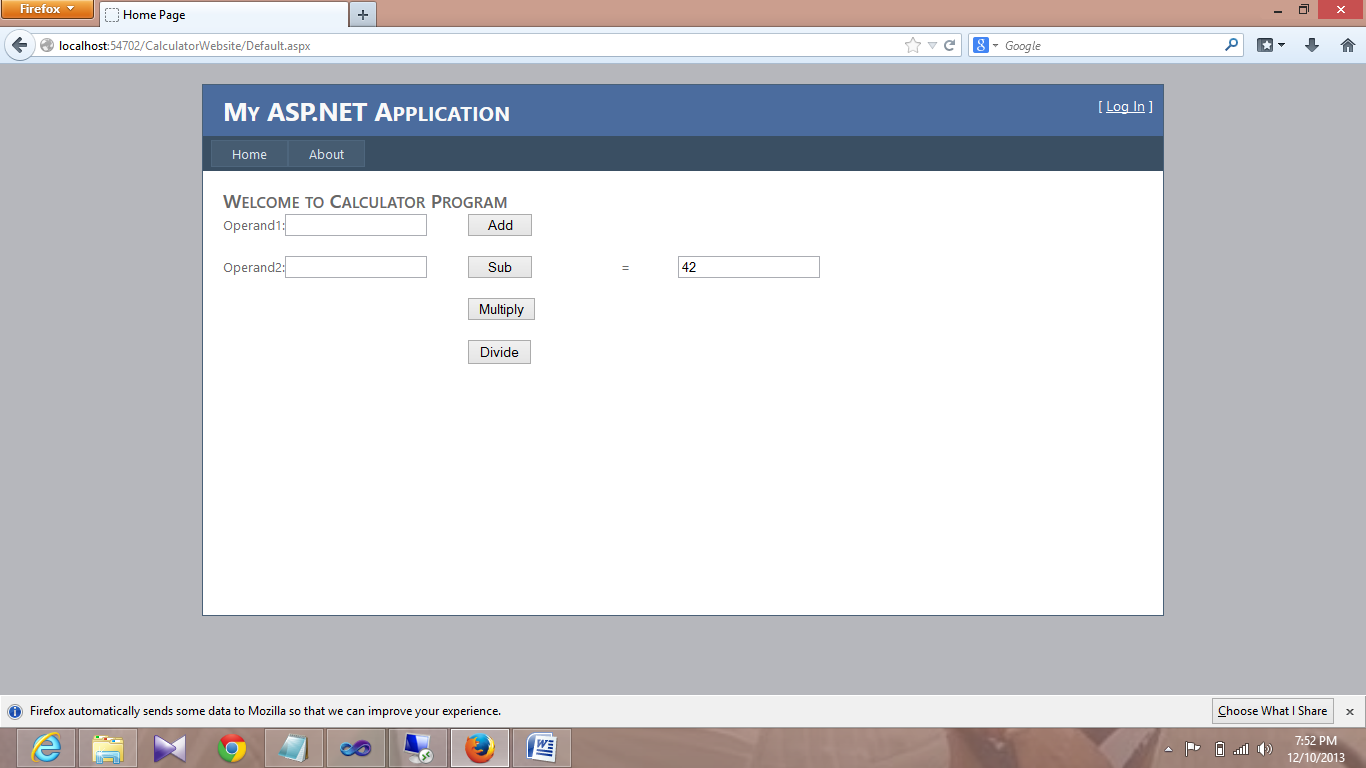 Firefox
Home Page
localhost:54702/CalculatorWebsite/Default.aspx
Google
My ASP.NET Application
[ Log In ]
Home
About
Welcome to Calculator Program
Operand1:
Add
Operand2:
Sub
=
42
Multiply
Divide
Firefox automatically sends some data to Mozilla so that we can improve your experience.
Choose What I Share
7:52 PM
12/10/2013